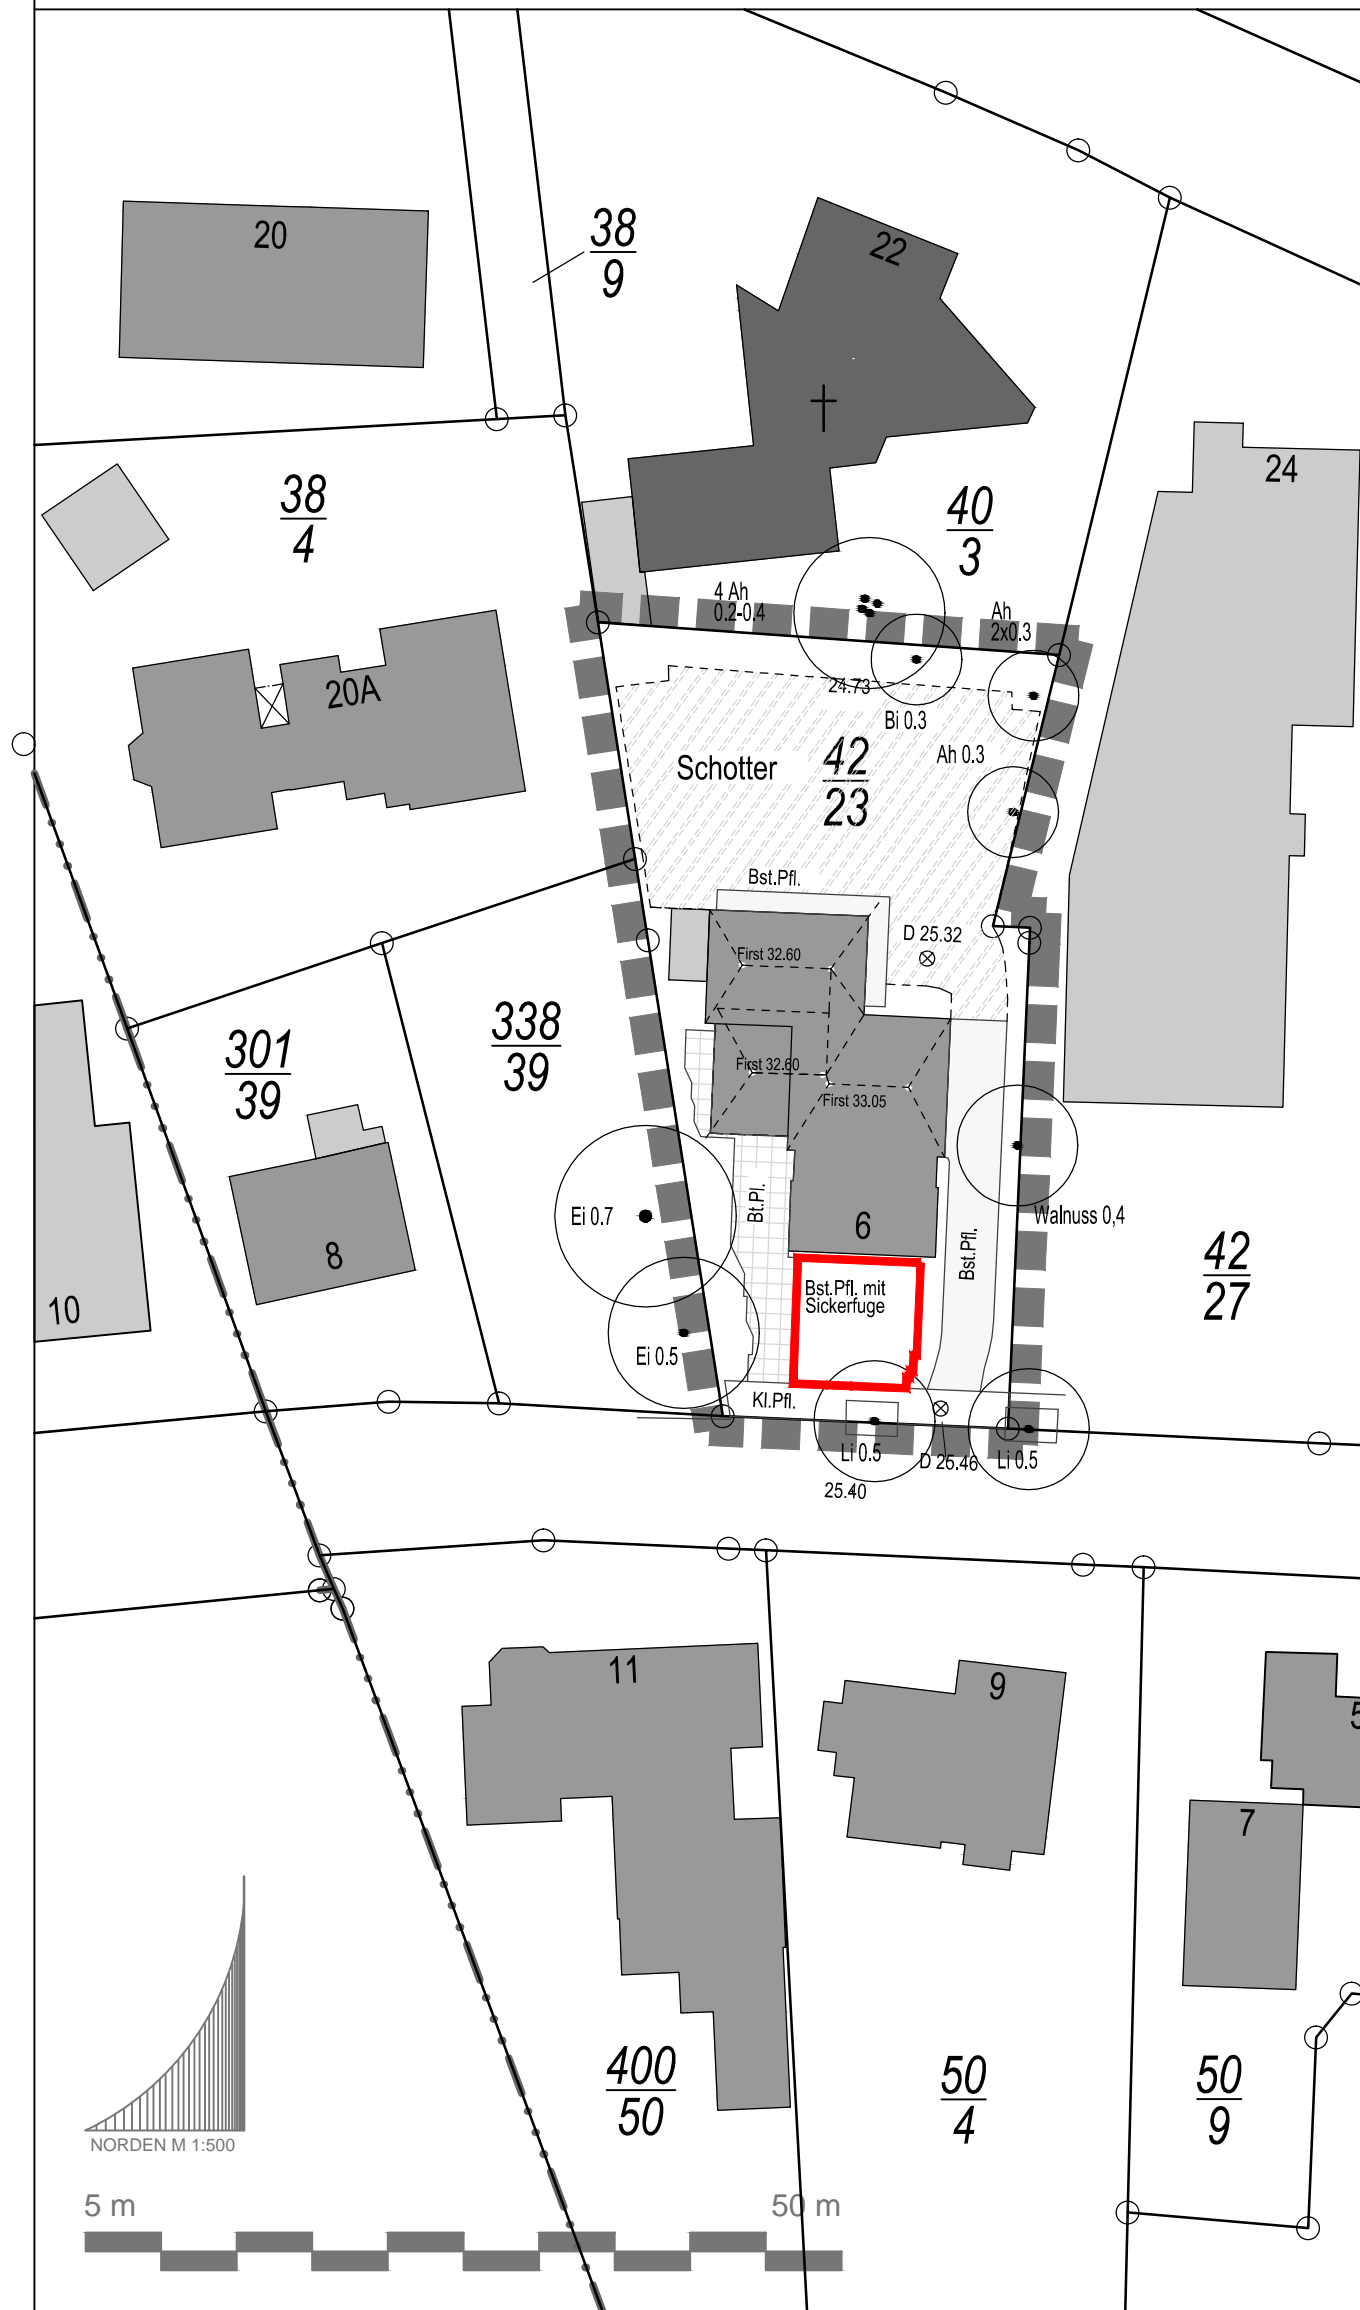 20
38
9
22
38
4
40
3
24
4 Ah
0.2-0.4
Ah
2x0.3
20A
24.73
Bi 0.3
Ah 0.3
Schotter
42
23
Bst.Pfl.
D 25.32
First 32.60
301
39
338
39
First 32.60
First 33.05
Ei 0.7
Bt.Pl.
6
Bst.Pfl.
Walnuss 0,4
42
27
8
10
Bst.Pfl. mit
Sickerfuge
Ei 0.5
Kl.Pfl.
Li 0.5
D 25.46
Li 0.5
25.40
11
9
5
7
400
50
50
4
50
9
NORDEN M 1:500
5 m
50 m